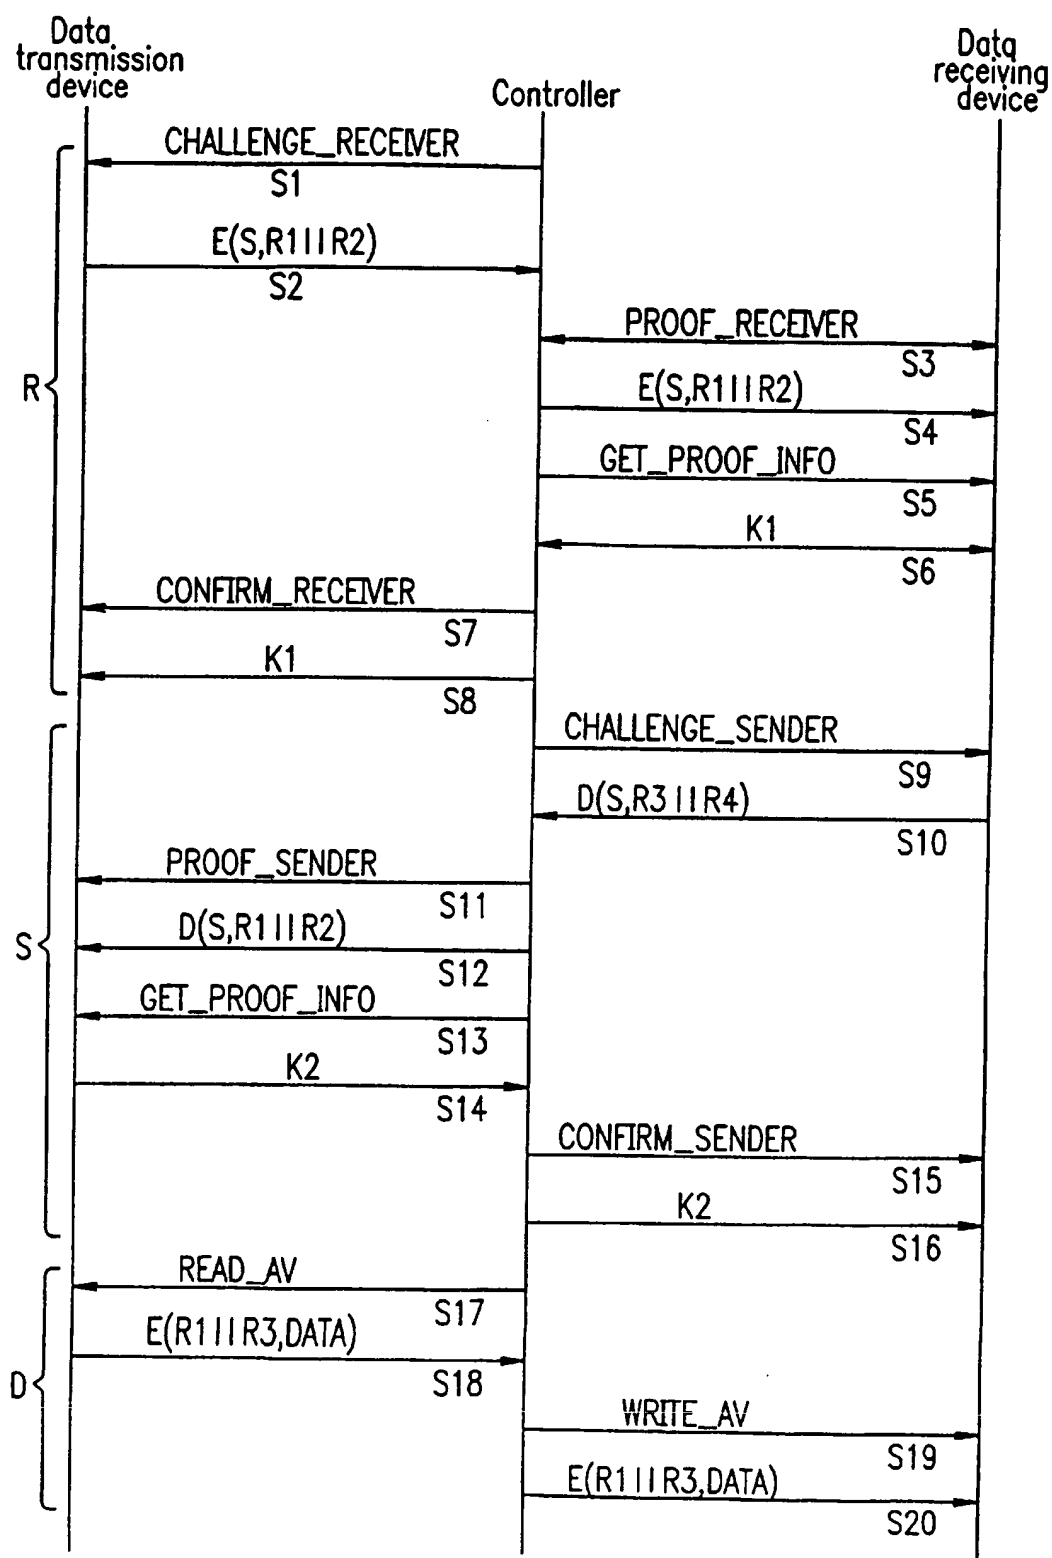 Data
transmission
device
Controller
Data
receiving
device
CHALLENGE_RECEIVER
S1
E(S,R1||R2)
S2
PROOF_RECEIVER
S3
R
E(S,R1||R2)
S4
GET_PROOF_INFO
S5
K1
S6
CONFIRM_RECEIVER
S7
K1
S8
CHALLENGE_SENDER
S9
D(S,R3||R4)
S10
PROOF_SENDER
S11
S
D(S,R1||R2)
S12
GET_PROOF_INFO
S13
K2
S14
CONFIRM_SENDER
S15
K2
S16
READ_AV
S17
E(R1||R3,DATA)
S18
D
WRITE_AV
S19
E(R1||R3,DATA)
S20